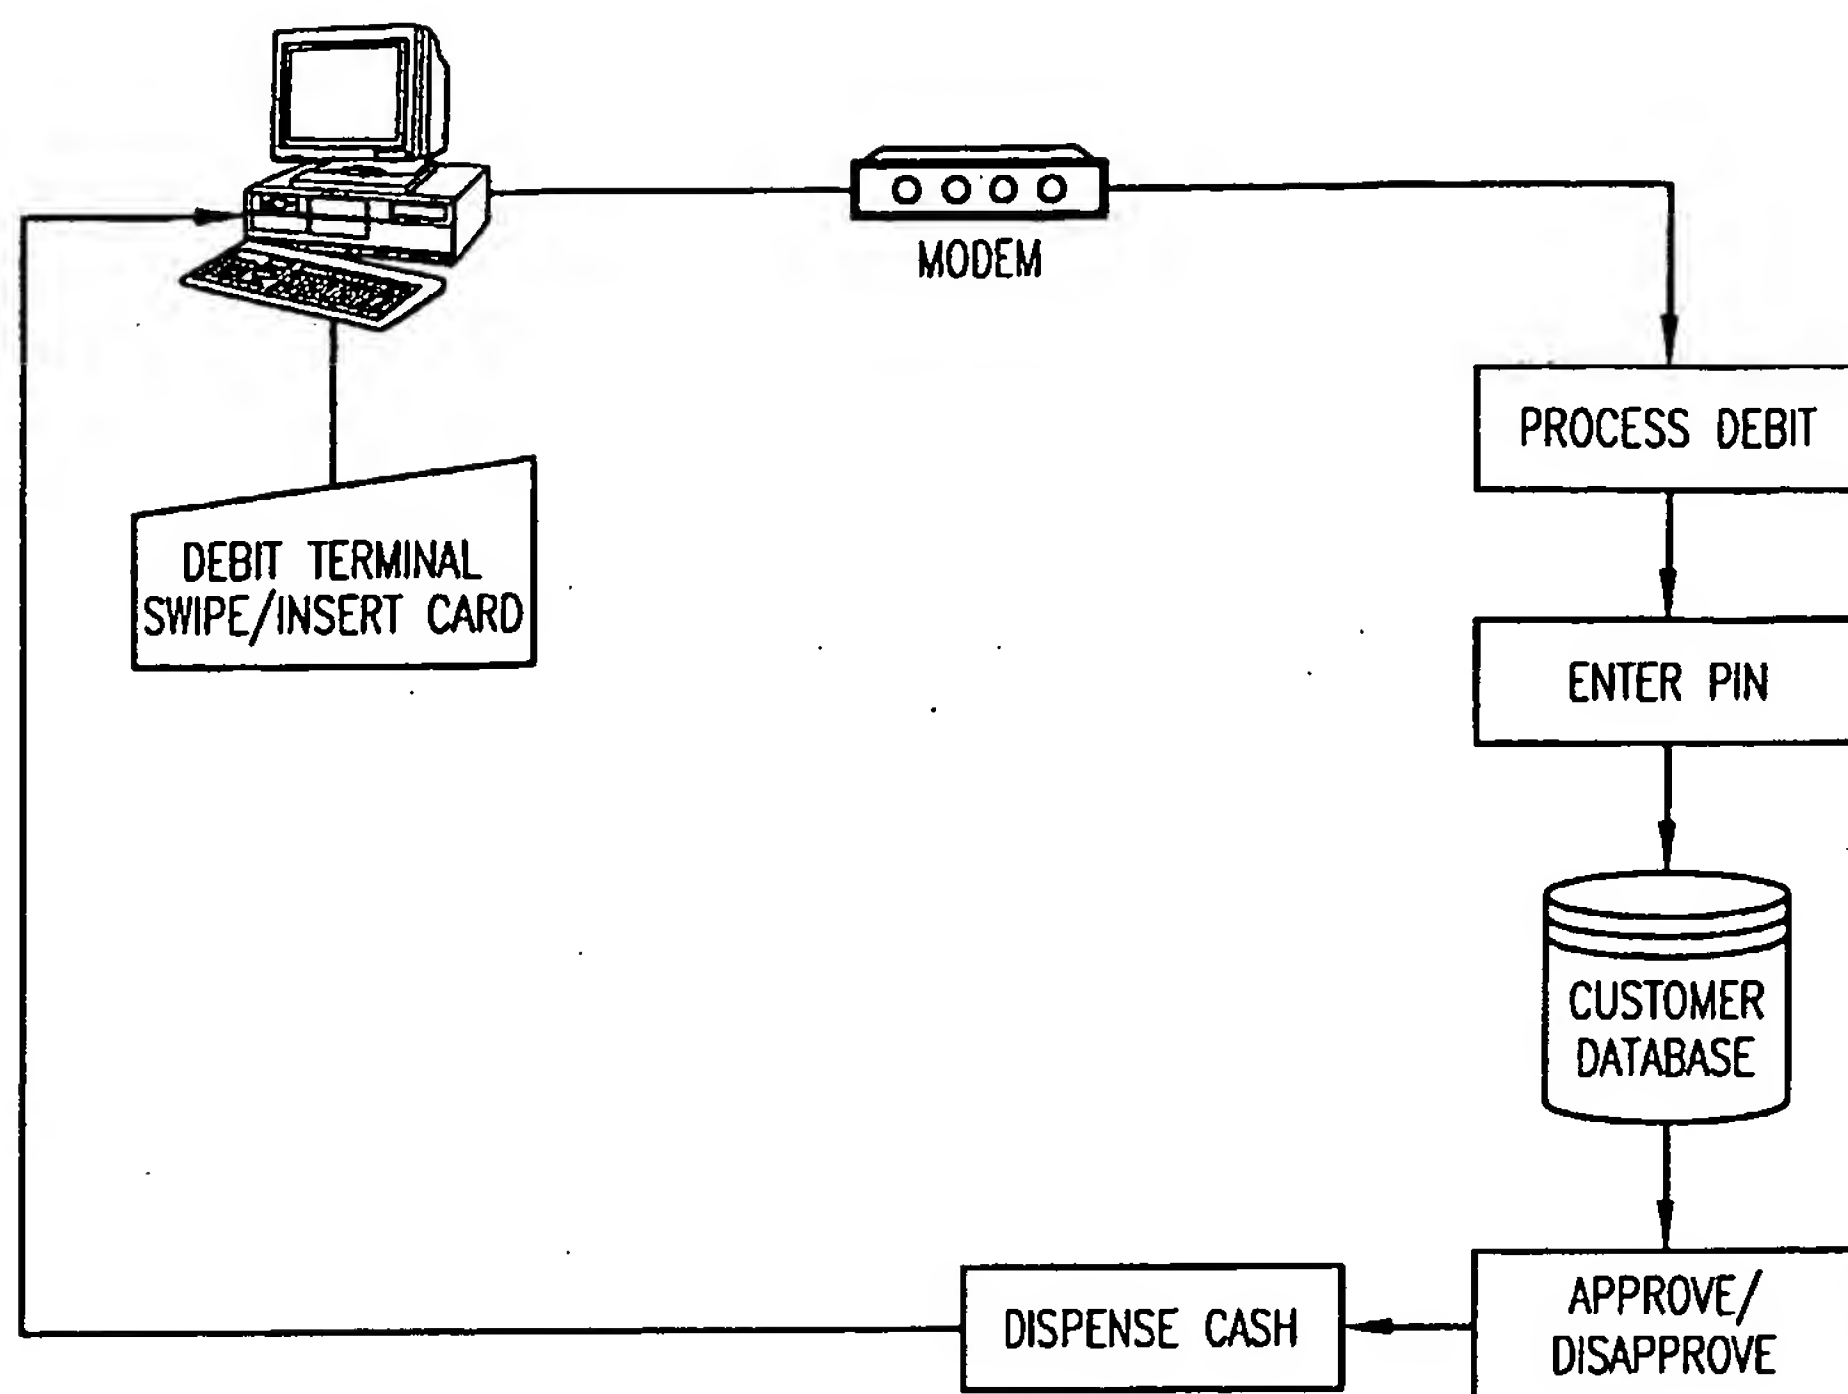 MODEM
PROCESS DEBIT
DEBIT TERMINAL
SWIPE/INSERT CARD
ENTER PIN
CUSTOMER
DATABASE
APPROVE/
DISAPPROVE
DISPENSE CASH